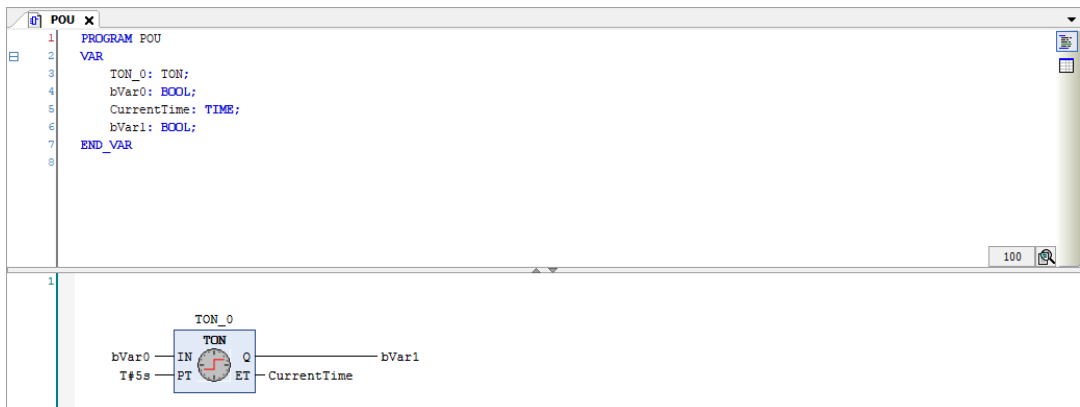 POU
1 PROGRAM POU
2 VAR
3 TON_0: TON;
4 bVar0: BOOL;
5 CurrentTime: TIME;
6 bVar1: BOOL;
7 END_VAR
8
100
1
TON_0
TON
bVar0 IN Q bVar1
T#5s PT ET CurrentTime